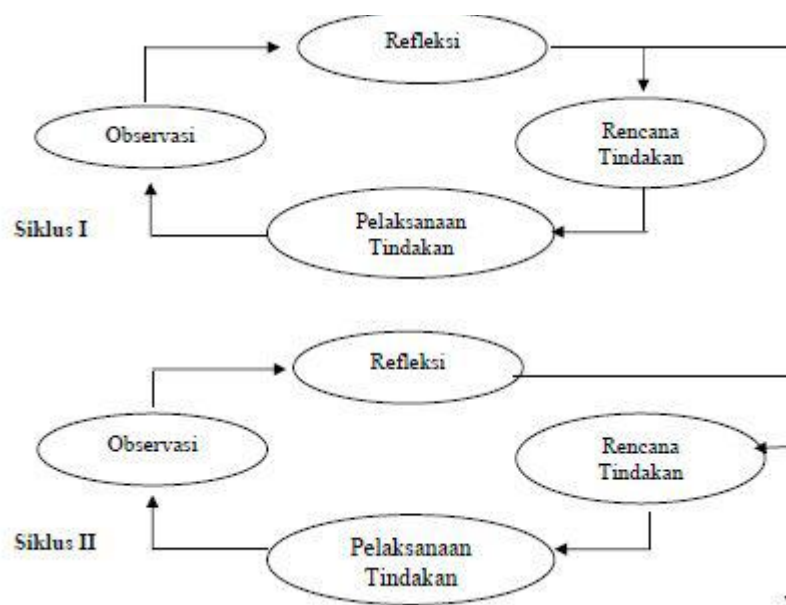 Refleksi
Observasi
Rencana
Tindakan
Siklus I
Pelaksanaan
Tindakan
Refleksi
Observasi
Rencana
Tindakan
Siklus II
Pelaksanaan
Tindakan